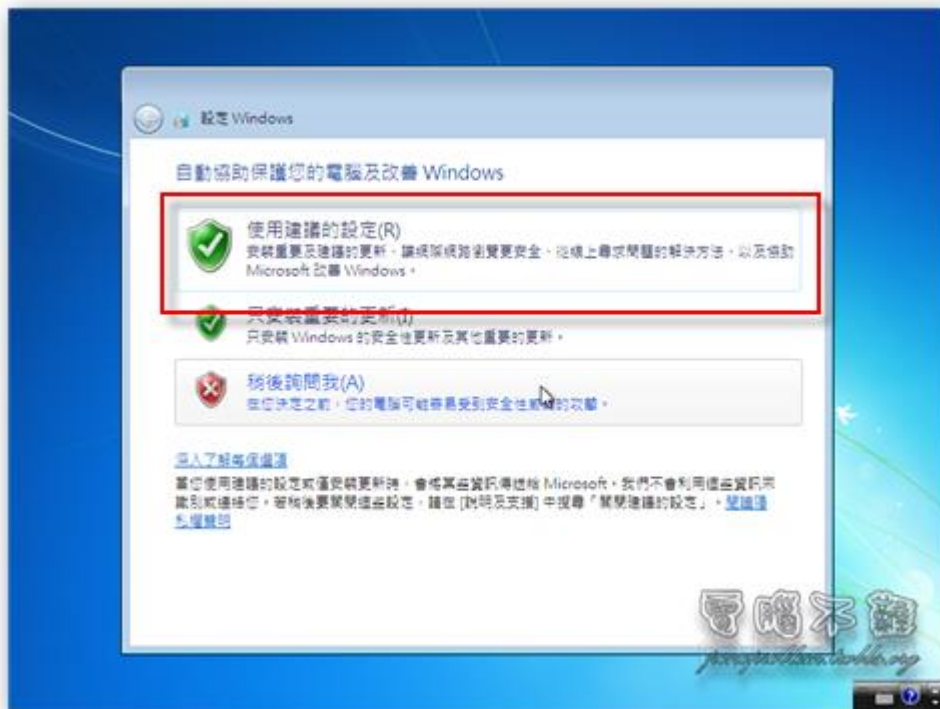 設定 Windows
自動協助保護您的電腦及改善 Windows
使用建議的設定(R)
安裝重要及建議的更新、讓網際網路瀏覽更安全、從線上尋求問題的解決方法，以及協助
Microsoft 改善 Windows。
只安裝重要的更新(I)
只安裝 Windows 的安全性更新及其他重要的更新。
稍後詢問我(A)
在您決定之前，您的電腦可能容易受到安全性威脅的攻擊。
深入了解每個選項
當您使用建議的設定或僅安裝更新時，會將某些資訊傳送給 Microsoft。我們不會利用這些資訊來
識別或連絡您。若稍後要關閉這些設定，請在 [說明及支援] 中搜尋「關閉建議的設定」。閱讀隱
私權聲明
電腦不難